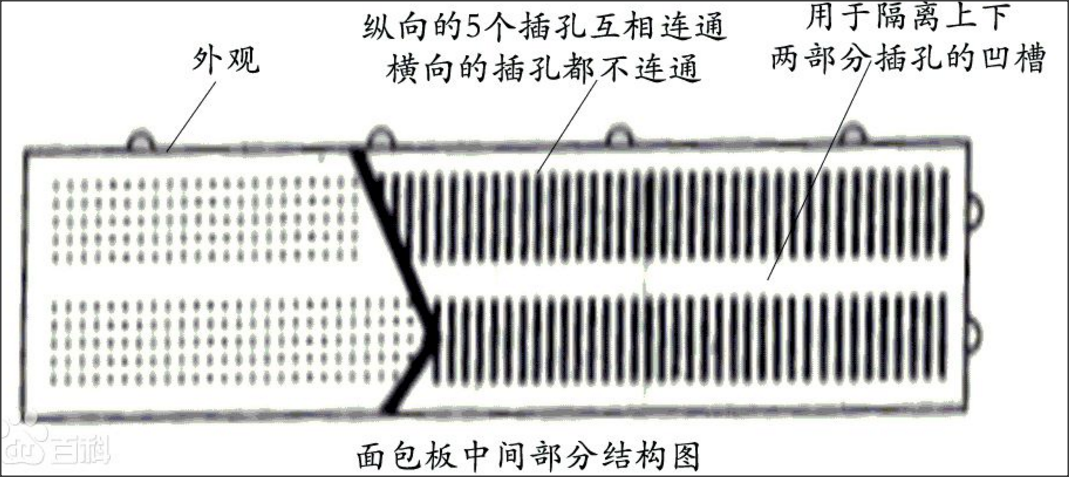 外观
纵向的5个插孔互相连通
横向的插孔都不连通
用于隔离上下
两部分插孔的凹槽
百科
面包板中间部分结构图